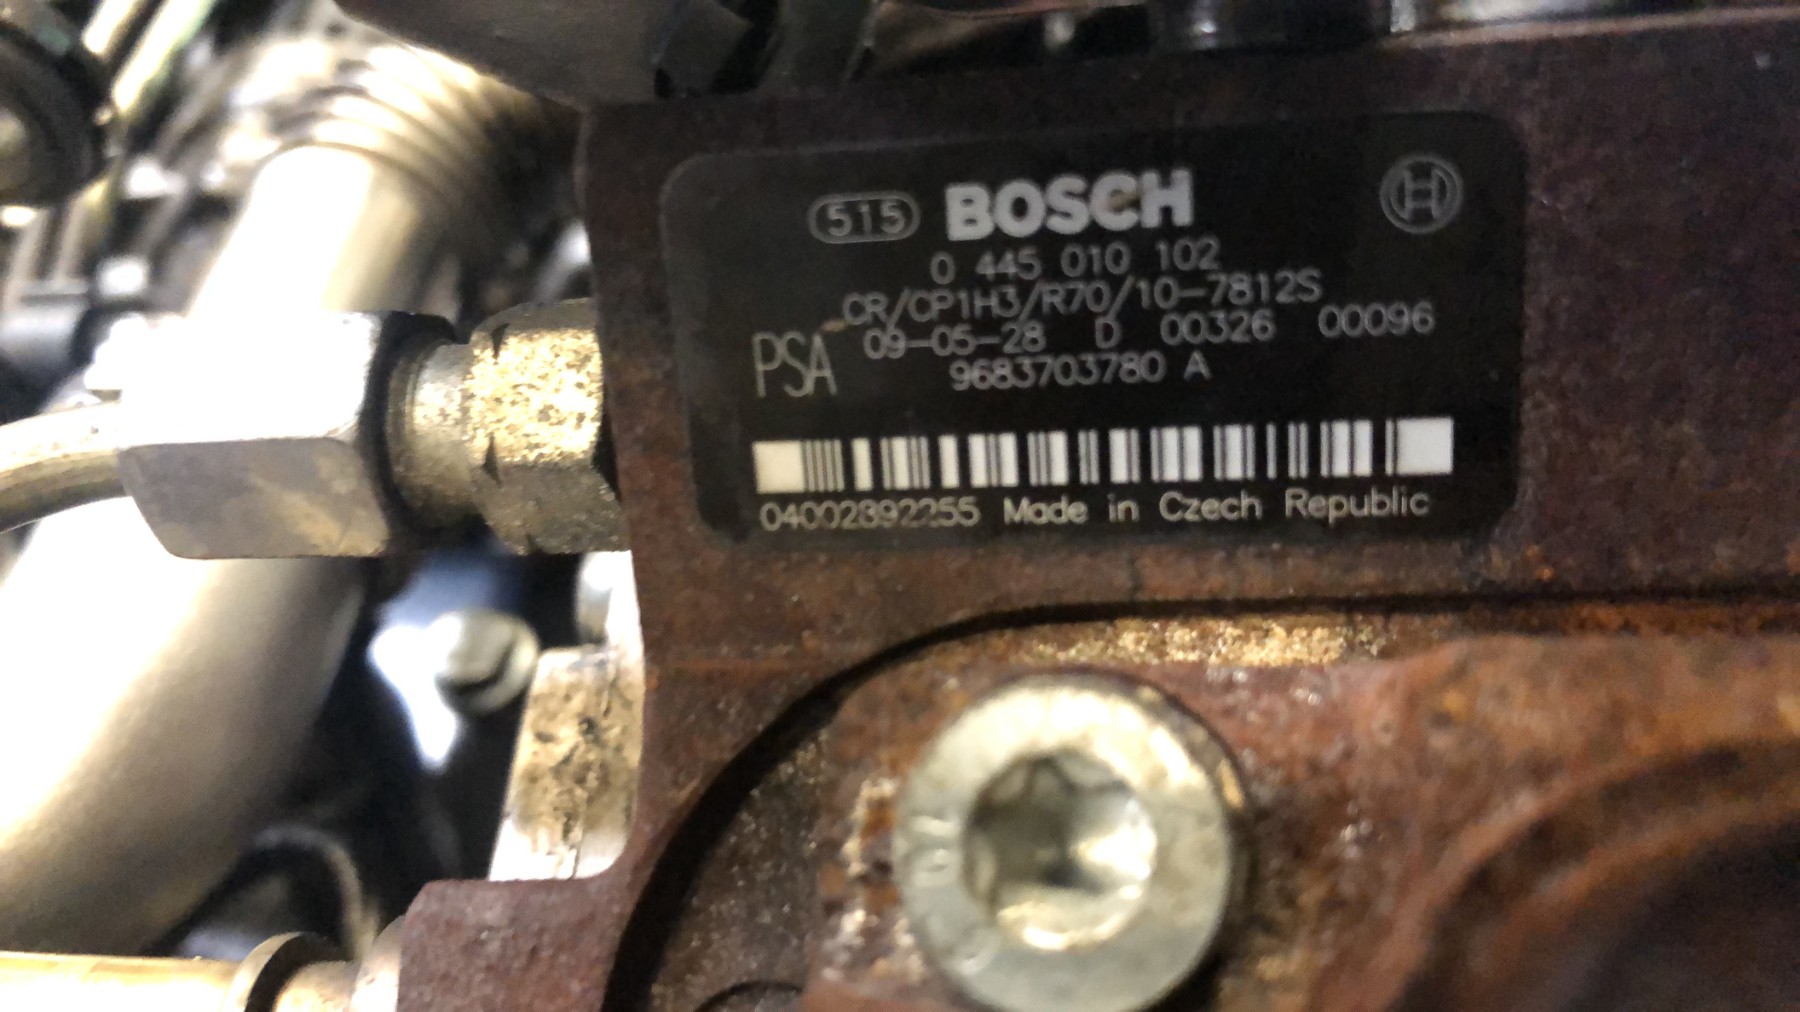 515 BOSCH
0 445 010 102
CR/CP1H3/R70/10-7812S
PSA 09-05-28 D 00326 00096
9683703780 A
04002892255 Made in Czech Republic